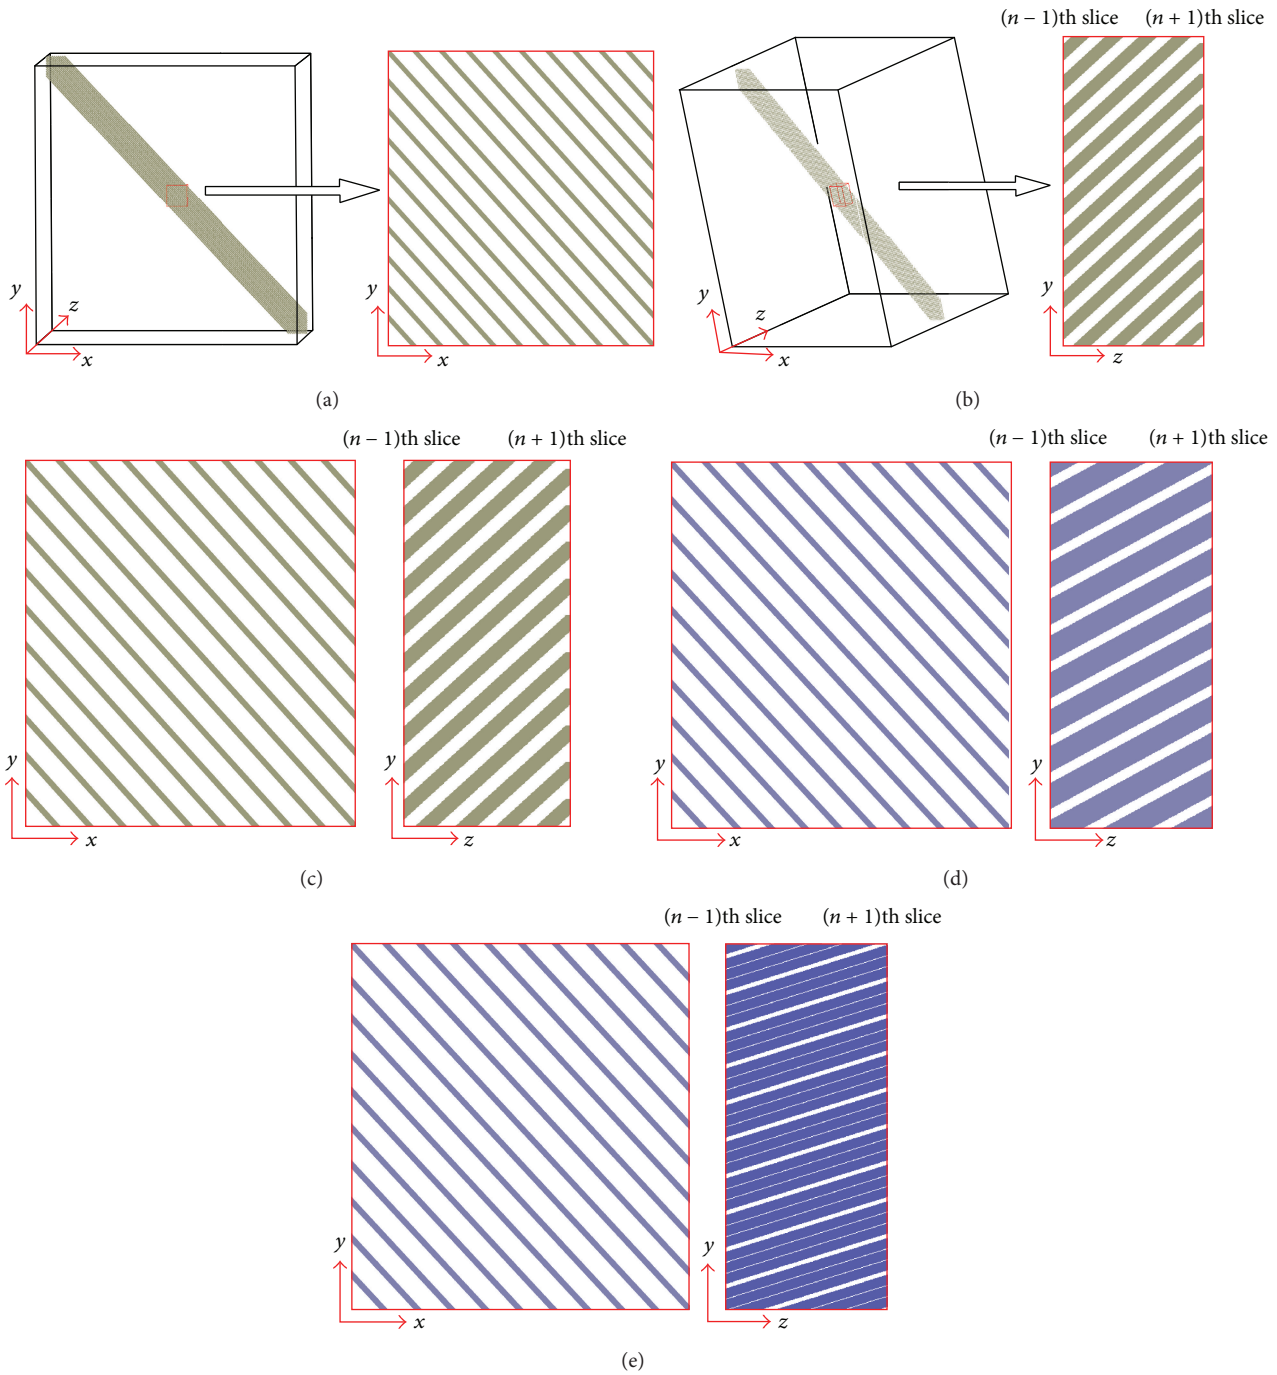 (n − 1)th slice (n + 1)th slice
y
z
x
y
x
y
z
x
y
z
(a)
(b)
(n − 1)th slice (n + 1)th slice
(n − 1)th slice (n + 1)th slice
y
x
y
z
y
x
y
z
(c)
(d)
(n − 1)th slice (n + 1)th slice
y
x
y
z
(e)